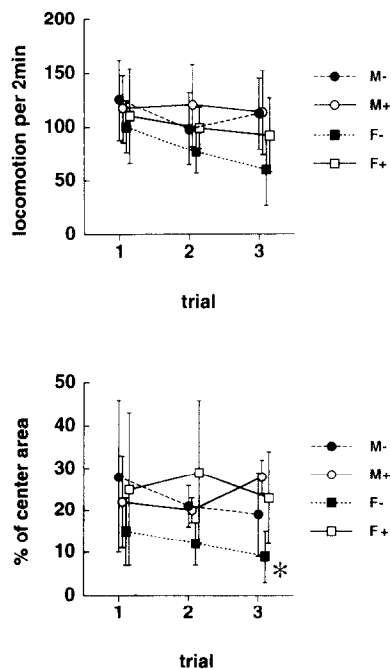 locomotion per 2min
150
100
50
0
1 2 3
trial
M-
M+
F-
F+
% of center area
50
40
30
20
10
0
*
1 2 3
trial
M-
M+
F-
F+